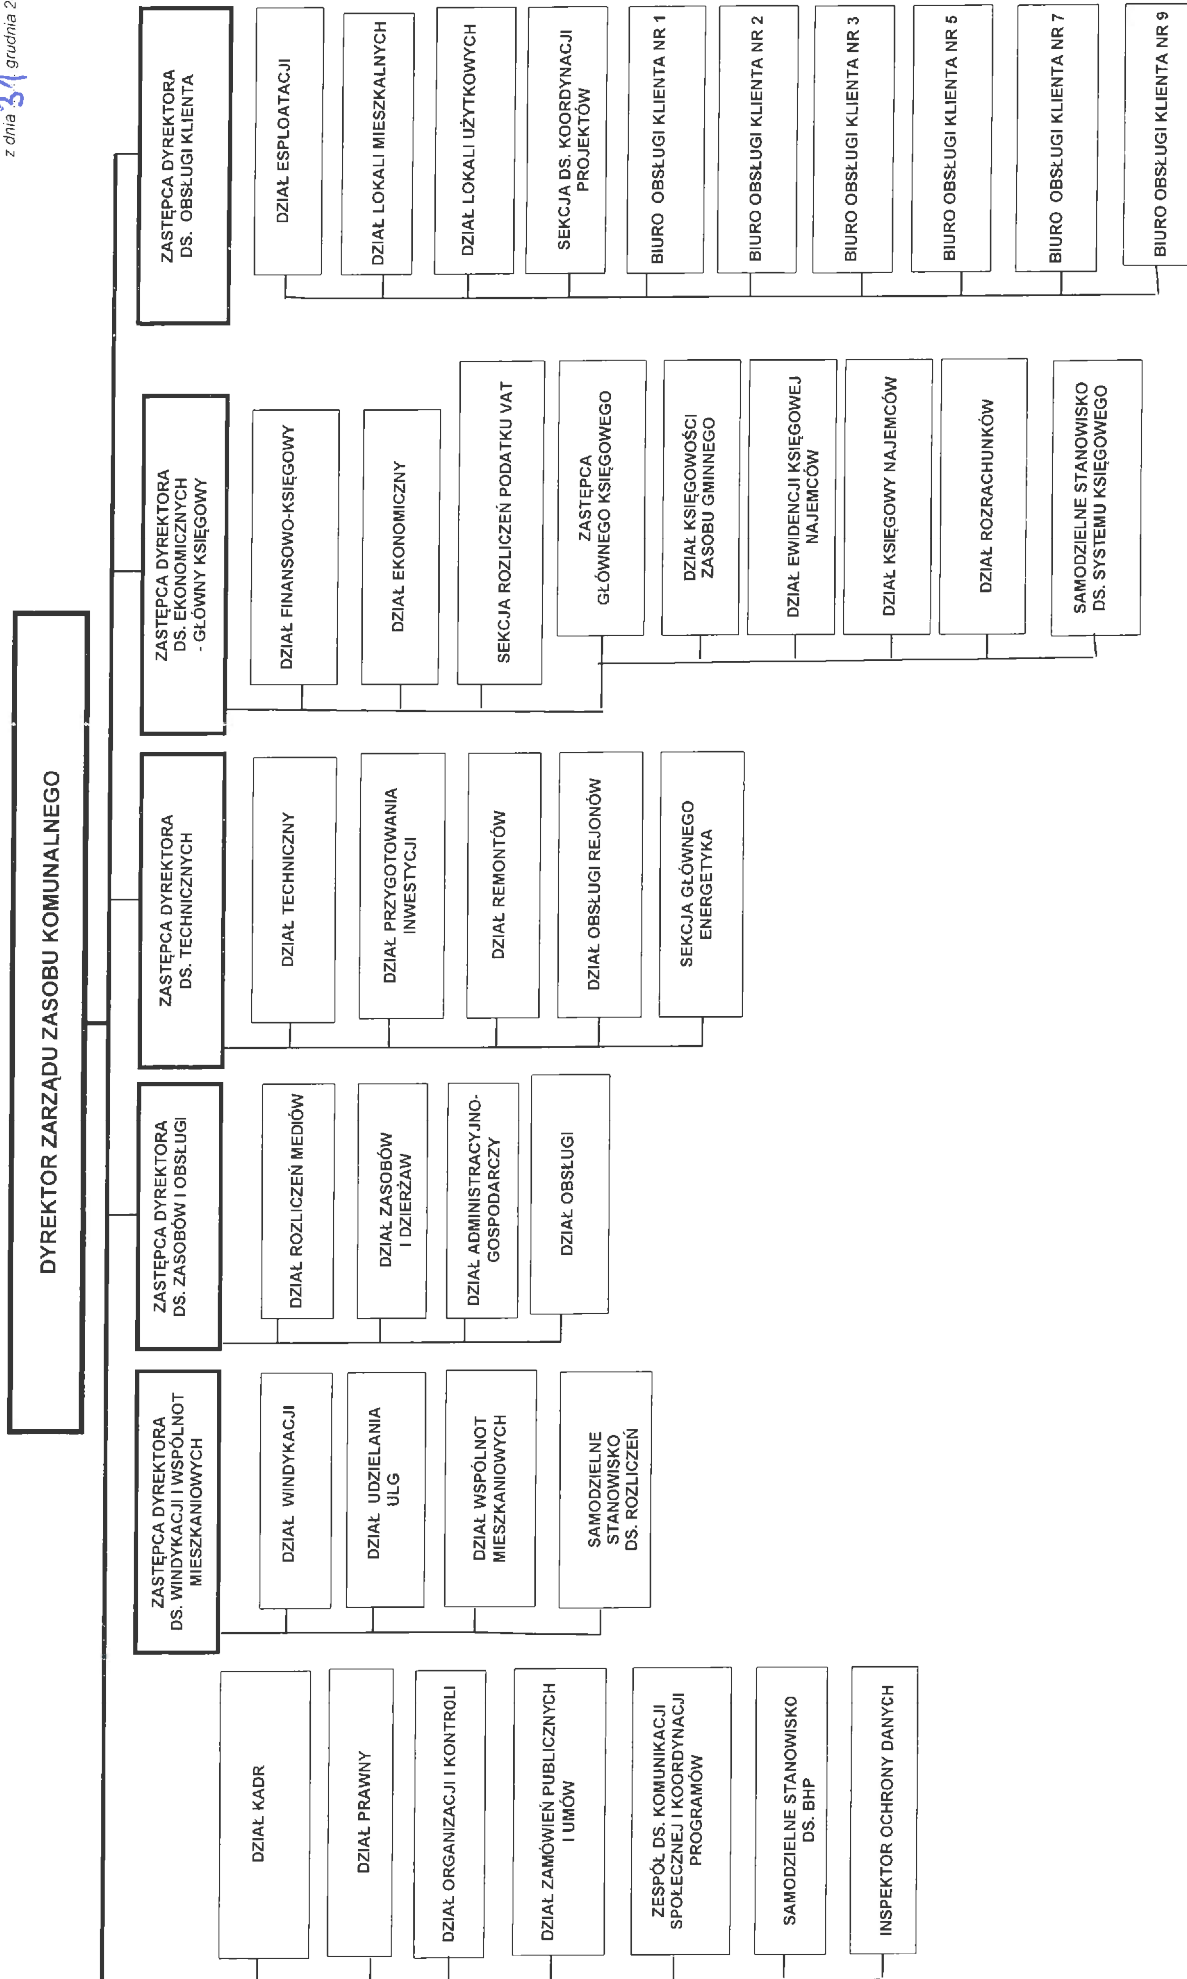 z dnia 31 grudnia 2
DYREKTOR ZARZĄDU ZASOBU KOMUNALNEGO
DZIAŁ KADR
DZIAŁ PRAWNY
DZIAŁ ORGANIZACJI I KONTROLI
DZIAŁ ZAMÓWIEŃ PUBLICZNYCH
I UMÓW
ZESPÓŁ DS. KOMUNIKACJI
SPOŁECZNEJ I KOORDYNACJI
PROGRAMÓW
SAMODZIELNE STANOWISKO
DS. BHP
INSPEKTOR OCHRONY DANYCH
ZASTĘPCA DYREKTORA
DS. WINDYKACJI I WSPÓLNOT
MIESZKANIOWYCH
DZIAŁ WINDYKACJI
DZIAŁ UDZIELANIA
ULG
DZIAŁ WSPÓLNOT
MIESZKANIOWYCH
SAMODZIELNE
STANOWISKO
DS. ROZLICZEŃ
ZASTĘPCA DYREKTORA
DS. ZASOBÓW I OBSŁUGI
DZIAŁ ROZLICZEŃ MEDIÓW
DZIAŁ ZASOBÓW
I DZIERŻAW
DZIAŁ ADMINISTRACYJNO-
GOSPODARCZY
DZIAŁ OBSŁUGI
ZASTĘPCA DYREKTORA
DS. TECHNICZNYCH
DZIAŁ TECHNICZNY
DZIAŁ PRZYGOTOWANIA
INWESTYCJI
DZIAŁ REMONTÓW
DZIAŁ OBSŁUGI REJONÓW
SEKCJA GŁÓWNEGO
ENERGETYKA
ZASTĘPCA DYREKTORA
DS. EKONOMICZNYCH
- GŁÓWNY KSIĘGOWY
DZIAŁ FINANSOWO-KSIĘGOWY
DZIAŁ EKONOMICZNY
SEKCJA ROZLICZEŃ PODATKU VAT
ZASTĘPCA
GŁÓWNEGO KSIĘGOWEGO
DZIAŁ KSIĘGOWOŚCI
ZASOBU GMINNEGO
DZIAŁ EWIDENCJI KSIĘGOWEJ
NAJEMCÓW
DZIAŁ KSIĘGOWY NAJEMCÓW
DZIAŁ ROZRACHUNKÓW
SAMODZIELNE STANOWISKO
DS. SYSTEMU KSIĘGOWEGO
ZASTĘPCA DYREKTORA
DS. OBSŁUGI KLIENTA
DZIAŁ ESPLOATACJI
DZIAŁ LOKALI MIESZKALNYCH
DZIAŁ LOKALI UŻYTKOWYCH
SEKCJA DS. KOORDYNACJI
PROJEKTÓW
BIURO OBSŁUGI KLIENTA NR 1
BIURO OBSŁUGI KLIENTA NR 2
BIURO OBSŁUGI KLIENTA NR 3
BIURO OBSŁUGI KLIENTA NR 5
BIURO OBSŁUGI KLIENTA NR 7
BIURO OBSŁUGI KLIENTA NR 9